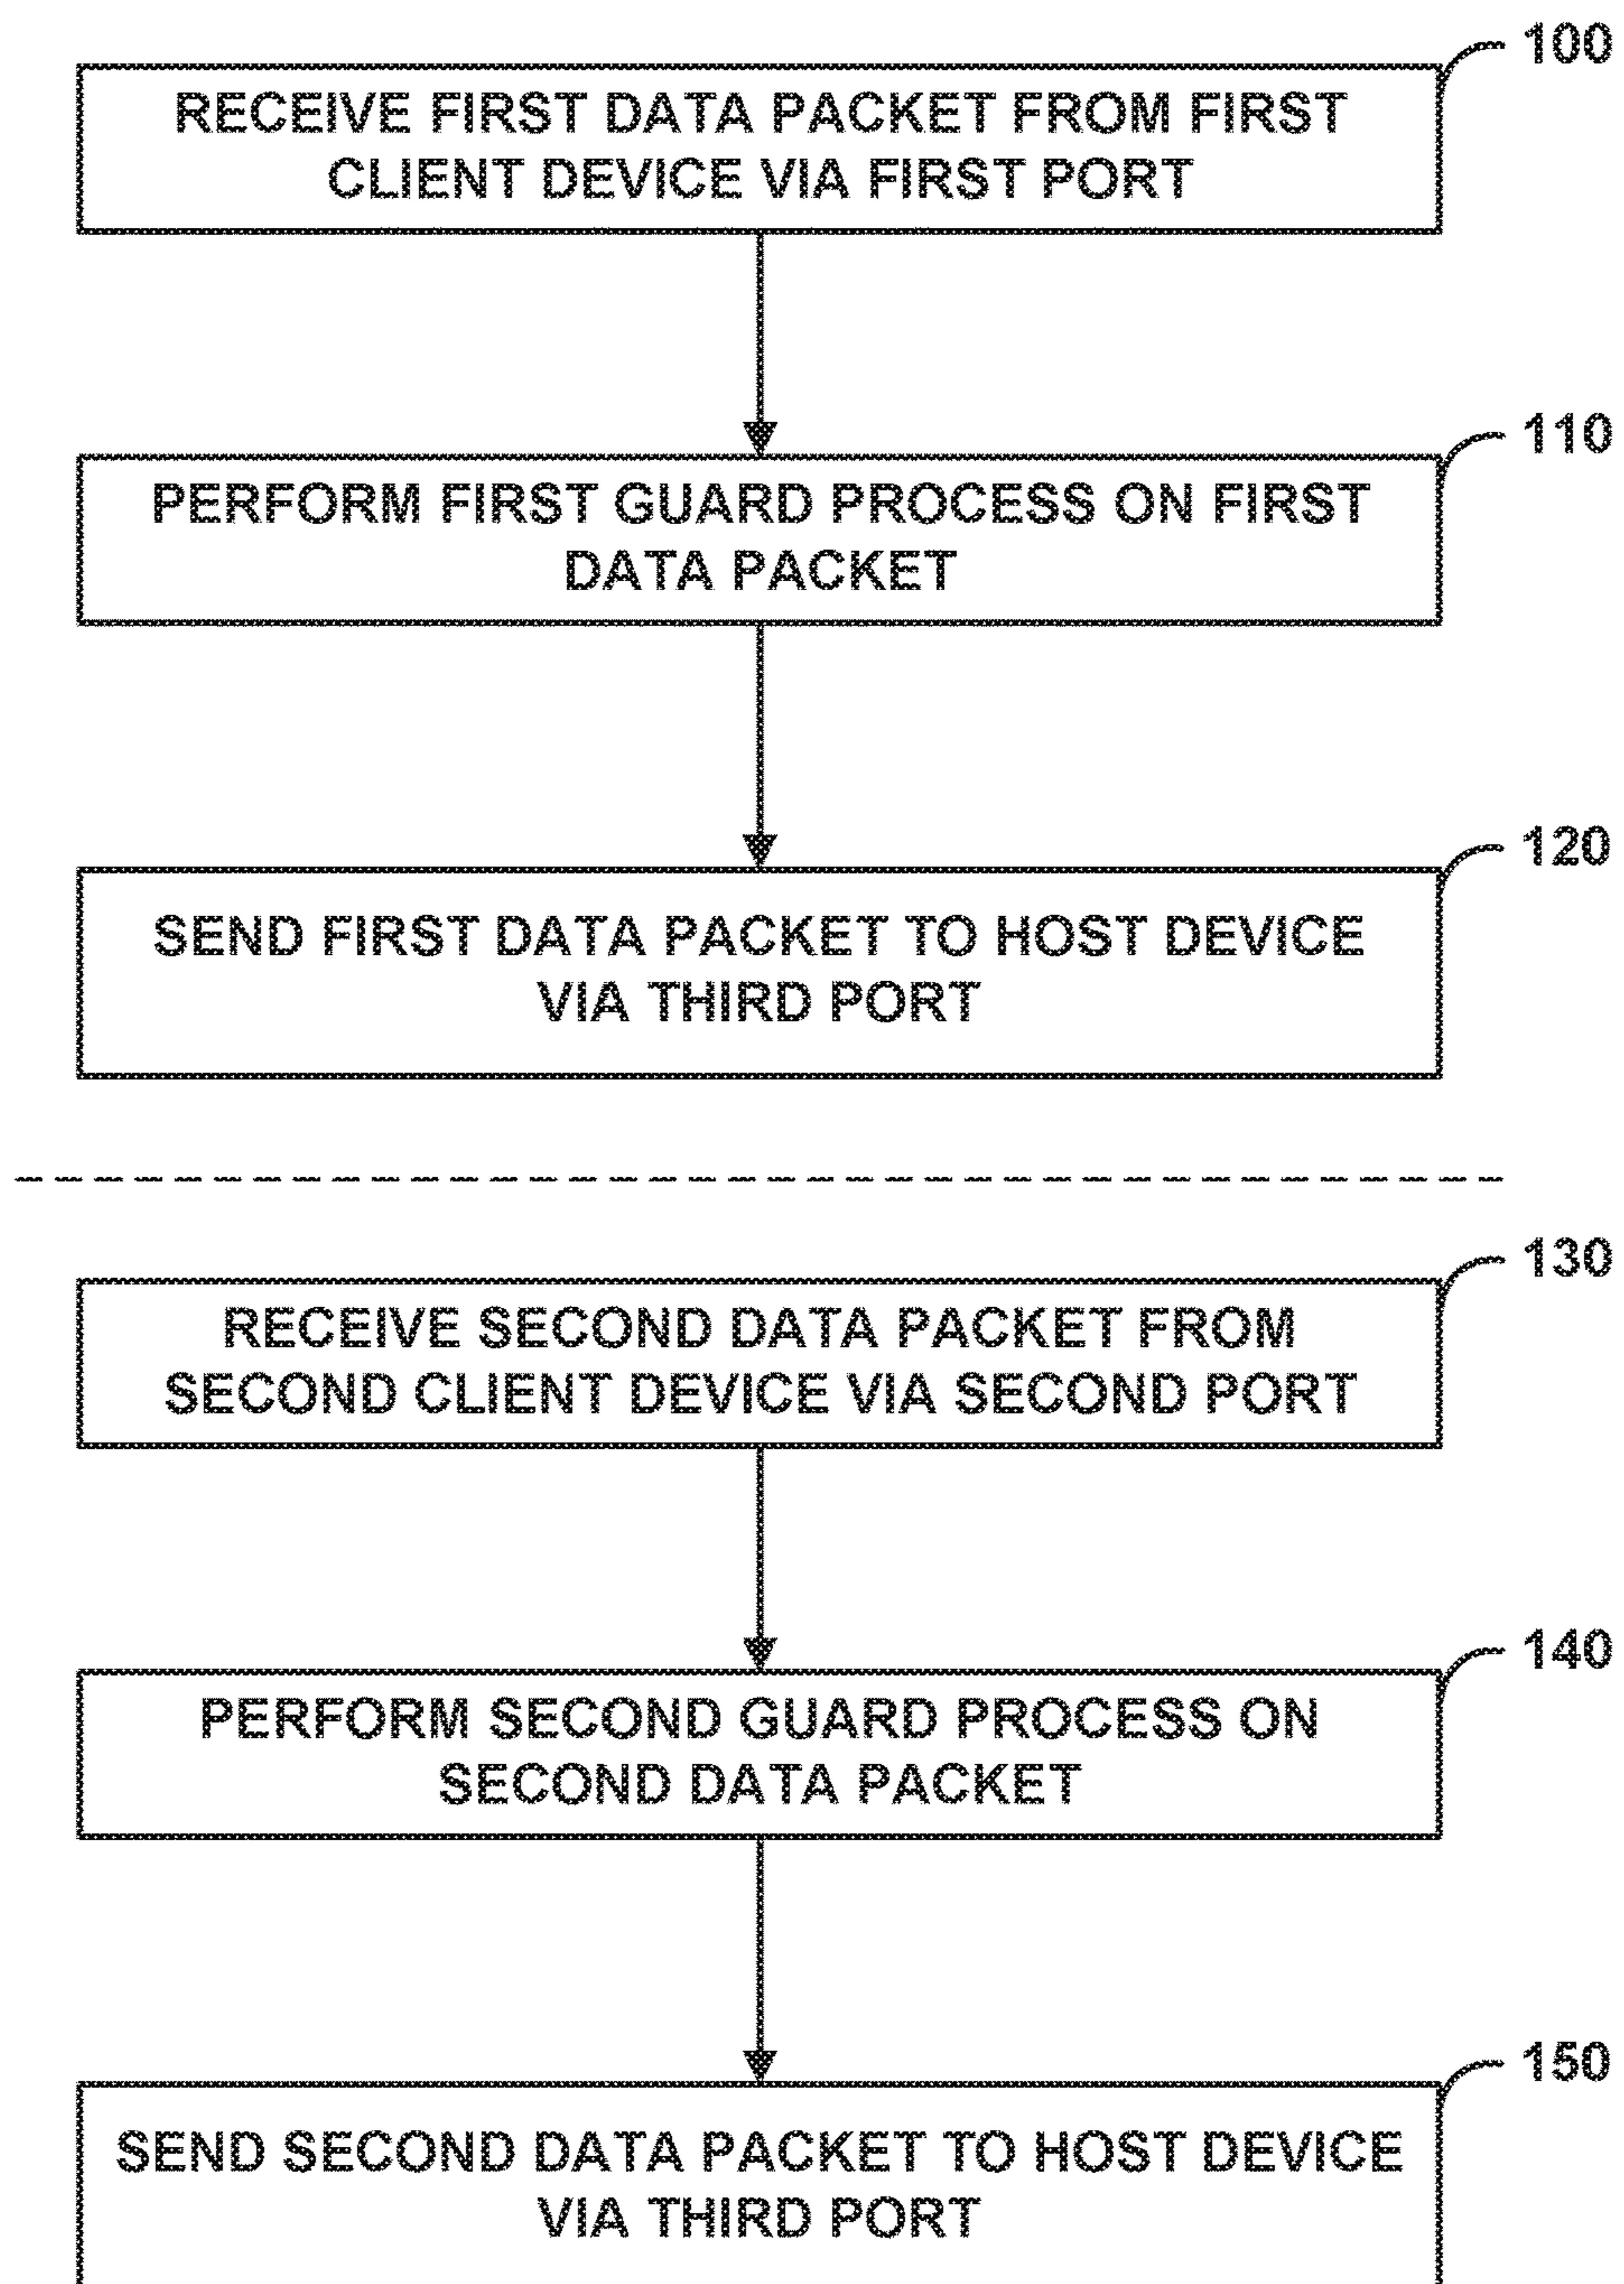 100
RECEIVE FIRST DATA PACKET FROM FIRST
CLIENT DEVICE VIA FIRST PORT
110
PERFORM FIRST GUARD PROCESS ON FIRST
DATA PACKET
120
SEND FIRST DATA PACKET TO HOST DEVICE
VIA THIRD PORT
130
RECEIVE SECOND DATA PACKET FROM
SECOND CLIENT DEVICE VIA SECOND PORT
140
PERFORM SECOND GUARD PROCESS ON
SECOND DATA PACKET
150
SEND SECOND DATA PACKET TO HOST DEVICE
VIA THIRD PORT